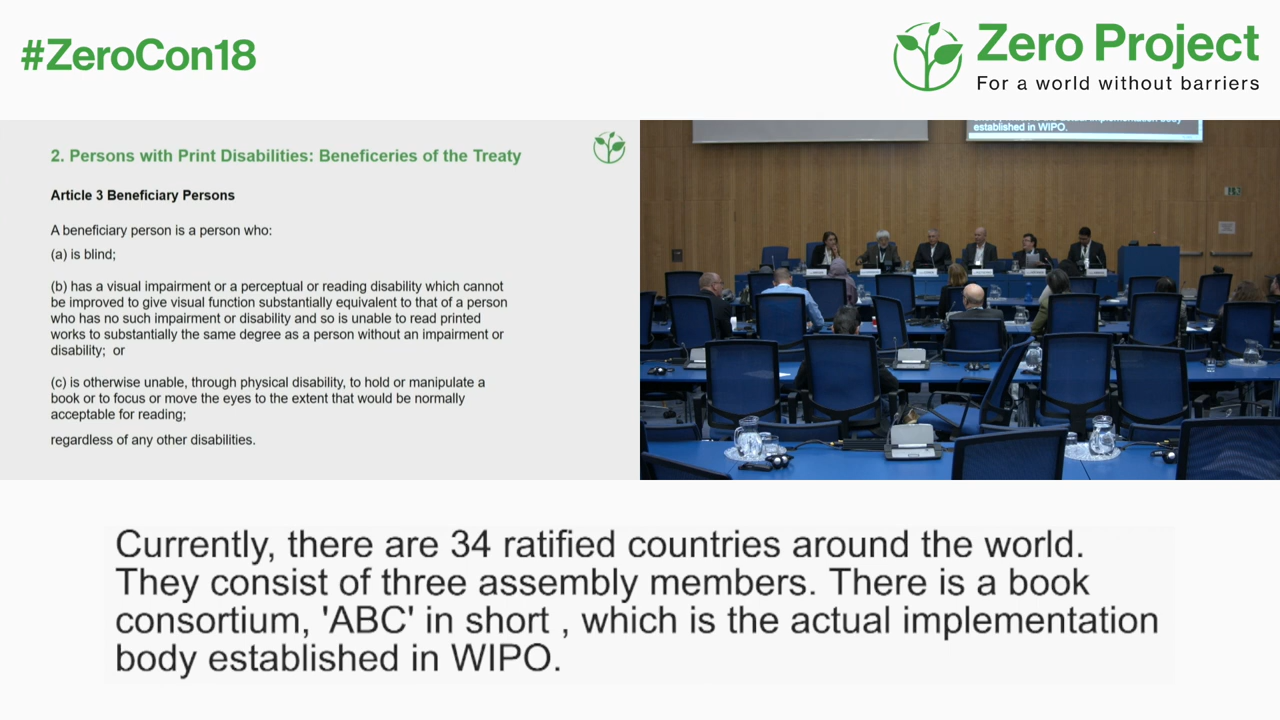 #ZeroCon18
Zero Project
For a world without barriers
2. Persons with Print Disabilities: Beneficeries of the Treaty
Article 3 Beneficiary Persons
A beneficiary person is a person who:
(a) is blind;
(b) has a visual impairment or a perceptual or reading disability which cannot
be improved to give visual function substantially equivalent to that of a person
who has no such impairment or disability and so is unable to read printed
works to substantially the same degree as a person without an impairment or
disability;  or
(c) is otherwise unable, through physical disability, to hold or manipulate a
book or to focus or move the eyes to the extent that would be normally
acceptable for reading;
regardless of any other disabilities.
established in WIPO.
Currently, there are 34 ratified countries around the world.
They consist of three assembly members. There is a book
consortium, 'ABC' in short , which is the actual implementation
body established in WIPO.